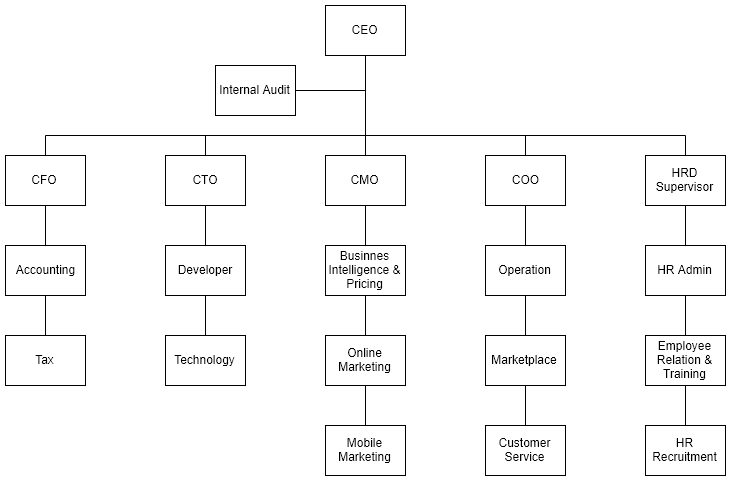 CEO
Internal Audit
CFO
CTO
CMO
COO
HRD
Supervisor
Accounting
Developer
Businnes
Intelligence &
Pricing
Operation
HR Admin
Tax
Technology
Online
Marketing
Marketplace
Employee
Relation &
Training
Mobile
Marketing
Customer
Service
HR
Recruitment